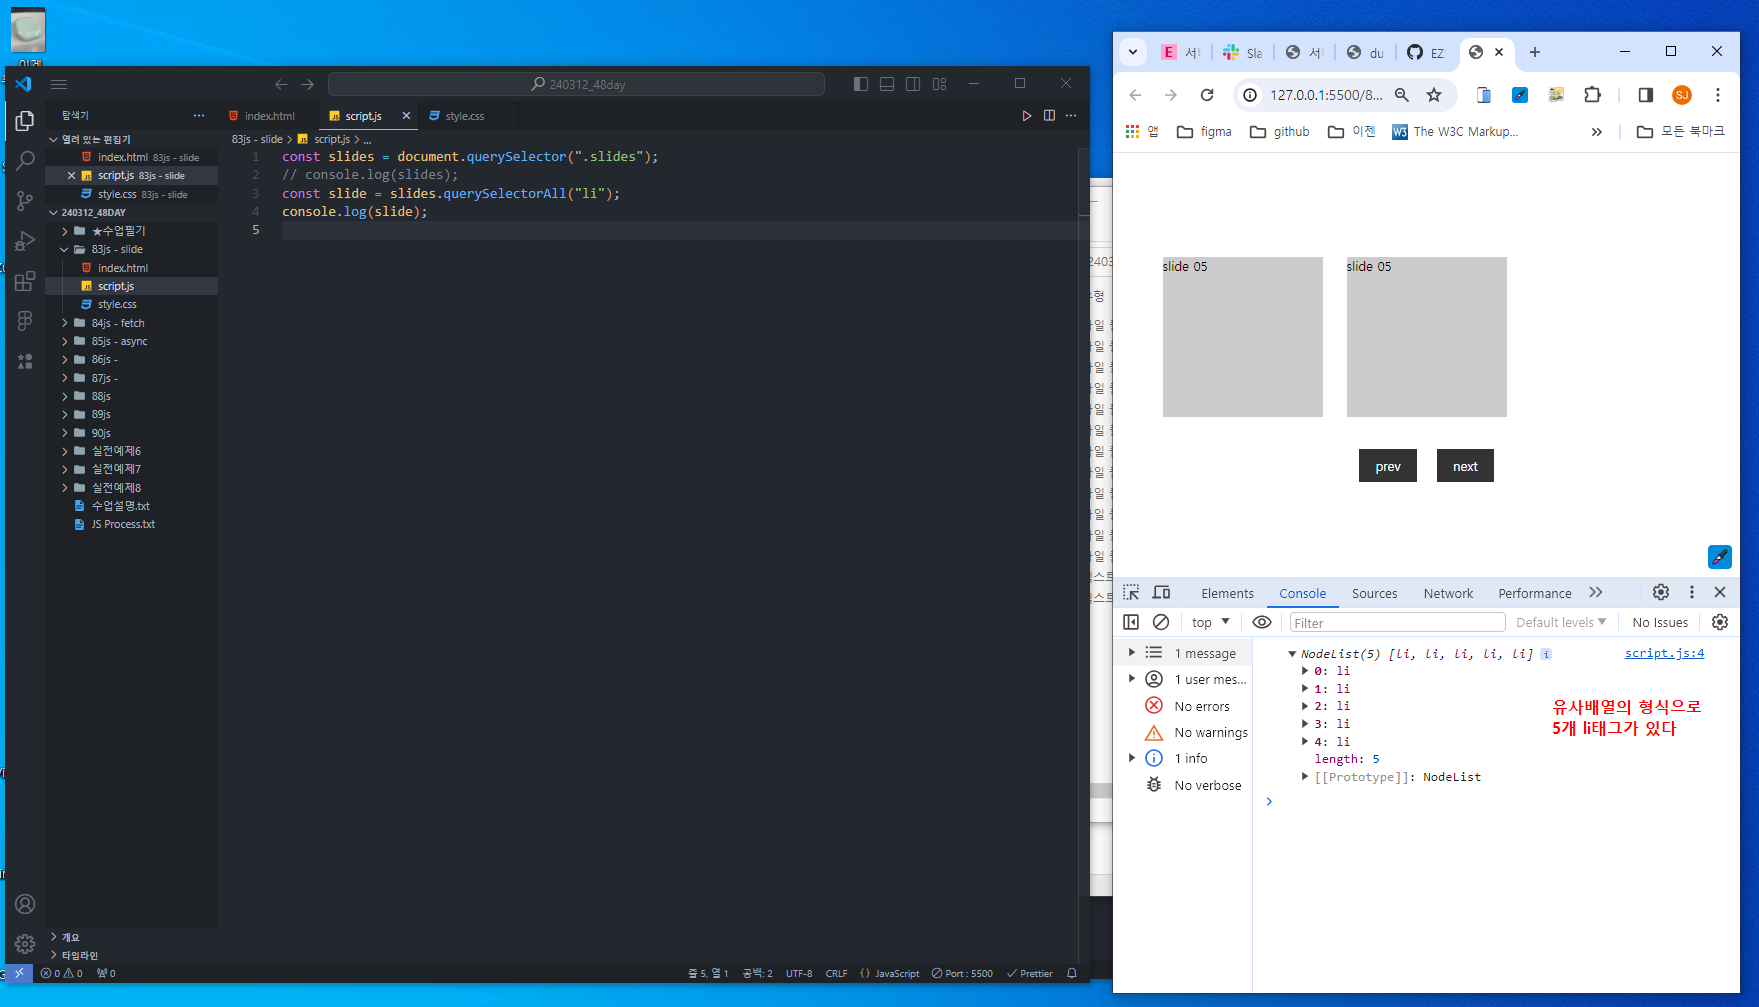 240312_48day
탐색기
열려 있는 편집기
index.html 83js - slide
script.js 83js - slide
style.css 83js - slide
240312_48DAY
★수업필기
83js - slide
index.html
script.js
style.css
84js - fetch
85js - async
86js -
87js -
88js
89js
90js
실전예제6
실전예제7
실전예제8
수업설명.txt
JS Process.txt
개요
타임라인
index.html
script.js
style.css
83js - slide > script.js > ...
1 const slides = document.querySelector(".slides");
2 // console.log(slides);
3 const slide = slides.querySelectorAll("li");
4 console.log(slide);
5
0 0 0
줄 5, 열 1 공백: 2 UTF-8 CRLF JavaScript Port : 5500 Prettier
서 Sla 서 du EZ
127.0.0.1:5500/8...
SJ
앱 figma github 이젠 The W3C Markup... » 모든 북마크
slide 05 slide 05
prev next
Elements Console Sources Network Performance
top Filter Default levels No Issues
1 message
1 user mes...
No errors
No warnings
1 info
No verbose
NodeList(5) [li, li, li, li, li] script.js:4
0: li
1: li
2: li
3: li
4: li
length: 5
[[Prototype]]: NodeList
유사배열의 형식으로
5개 li태그가 있다